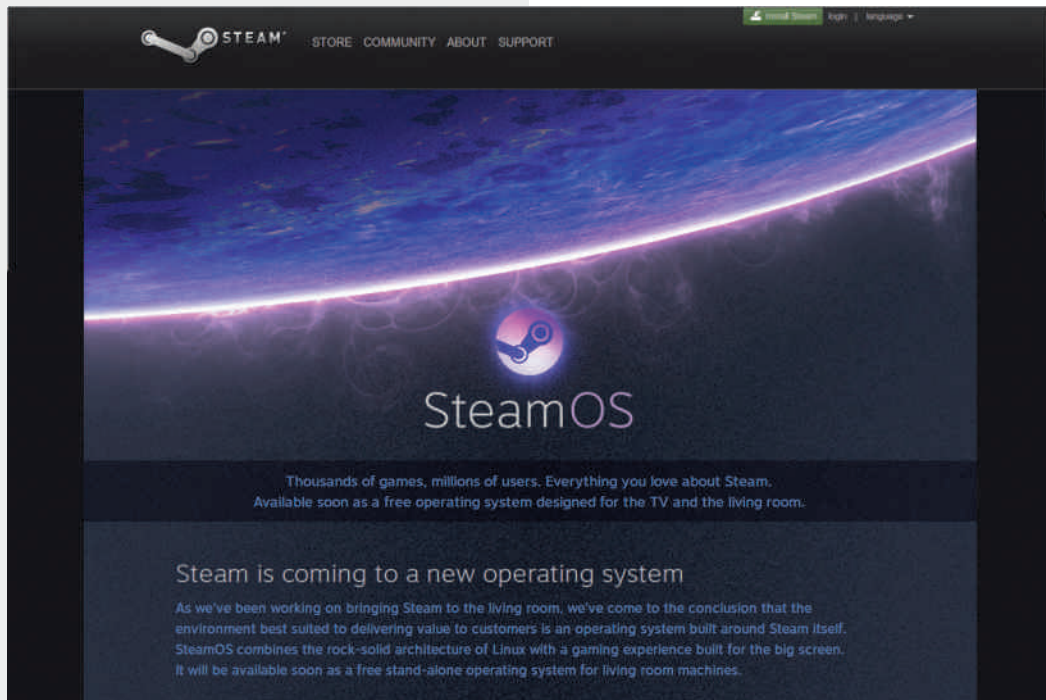 Install Steam login | language
STEAM™ STORE COMMUNITY ABOUT SUPPORT
SteamOS
Thousands of games, millions of users. Everything you love about Steam.
Available soon as a free operating system designed for the TV and the living room.
Steam is coming to a new operating system
As we've been working on bringing Steam to the living room, we've come to the conclusion that the
environment best suited to delivering value to customers is an operating system built around Steam itself.
SteamOS combines the rock-solid architecture of Linux with a gaming experience built for the big screen.
It will be available soon as a free stand-alone operating system for living room machines.